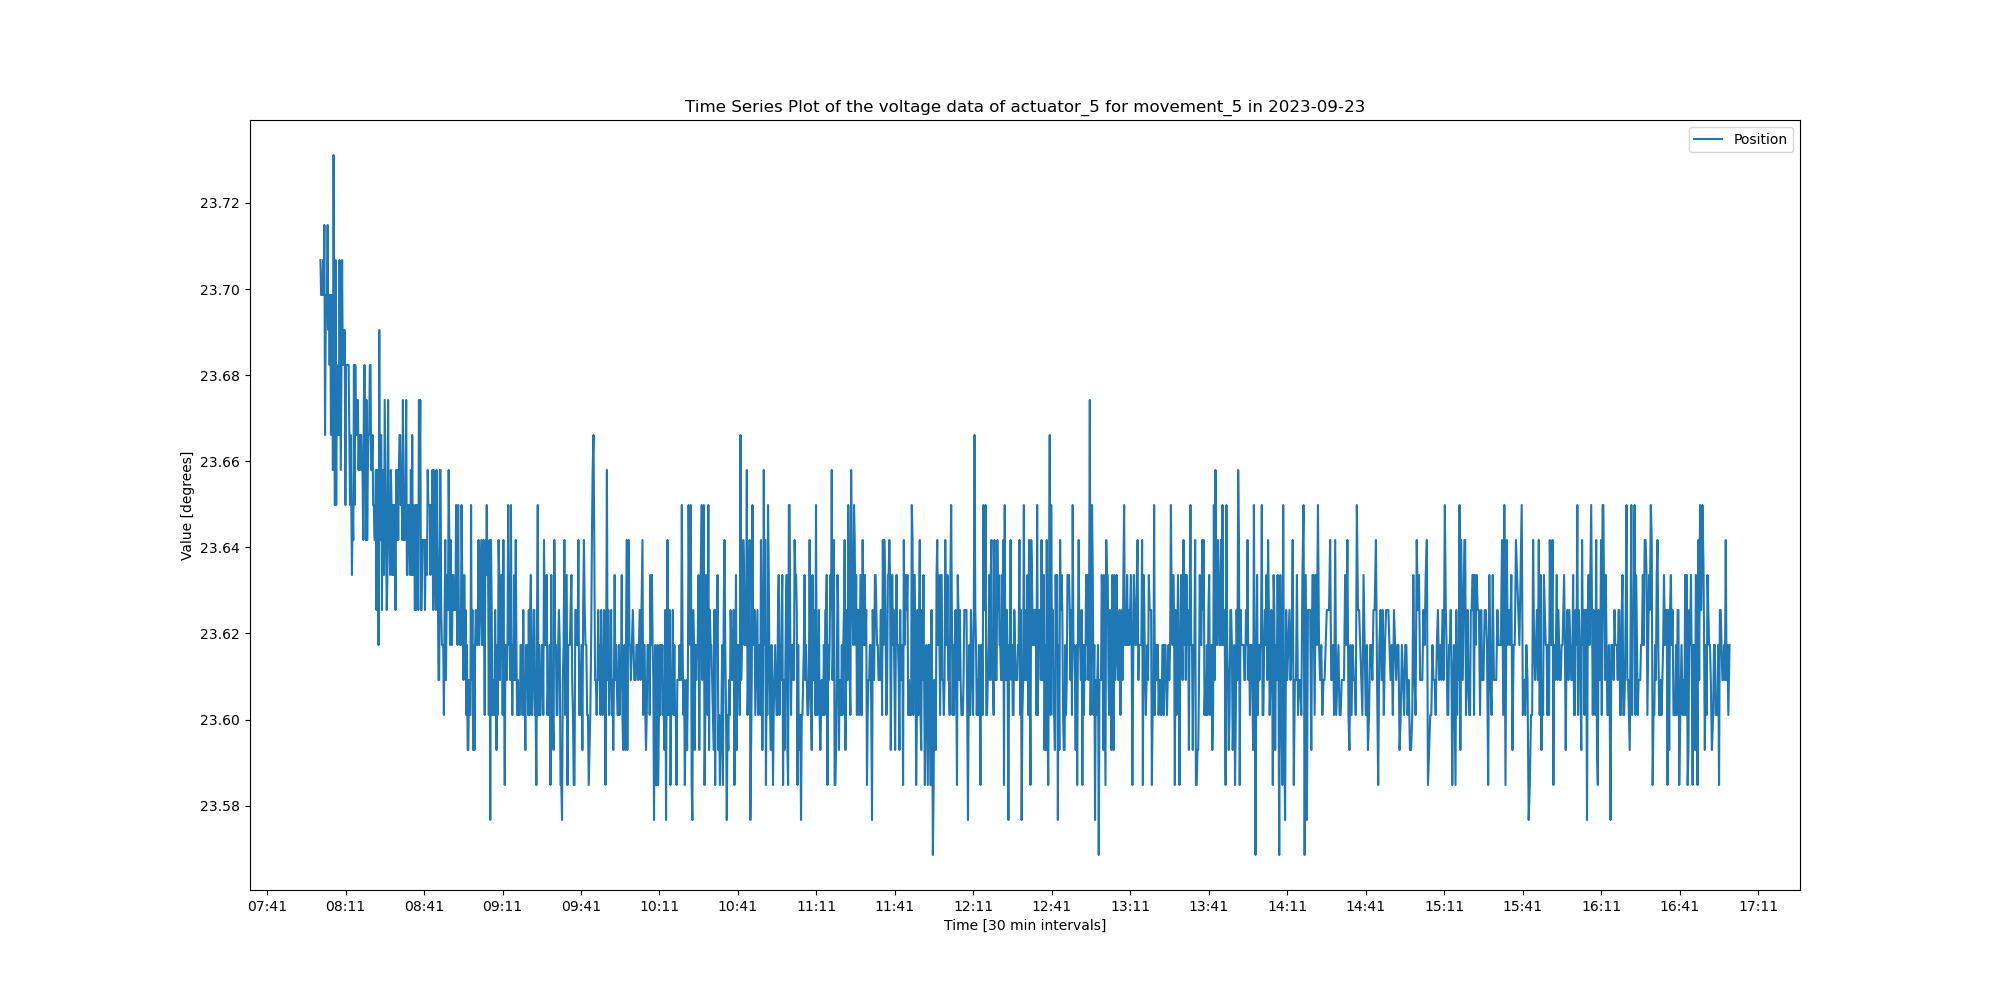 Time Series Plot of the voltage data of actuator_5 for movement_5 in 2023-09-23
Position
23.72
23.70
23.68
23.66
23.64
23.62
23.60
23.58
Value [degrees]
07:41 08:11 08:41 09:11 09:41 10:11 10:41 11:11 11:41 12:11 12:41 13:11 13:41 14:11 14:41 15:11 15:41 16:11 16:41 17:11
Time [30 min intervals]